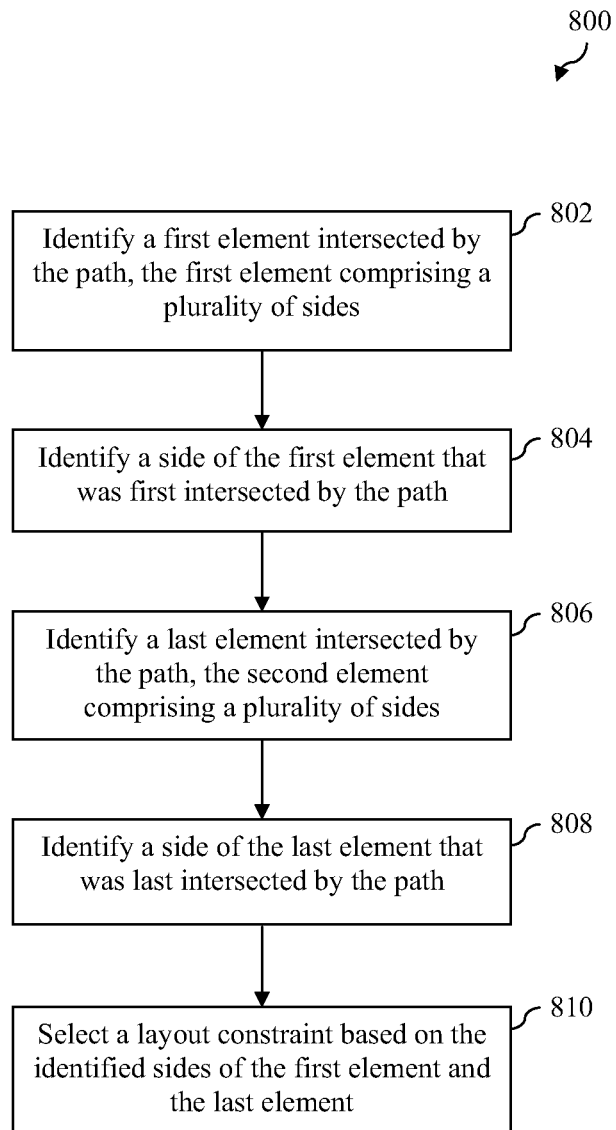 800
802
Identify a first element intersected by
the path, the first element comprising a
plurality of sides
804
Identify a side of the first element that
was first intersected by the path
806
Identify a last element intersected by
the path, the second element
comprising a plurality of sides
808
Identify a side of the last element that
was last intersected by the path
810
Select a layout constraint based on the
identified sides of the first element and
the last element